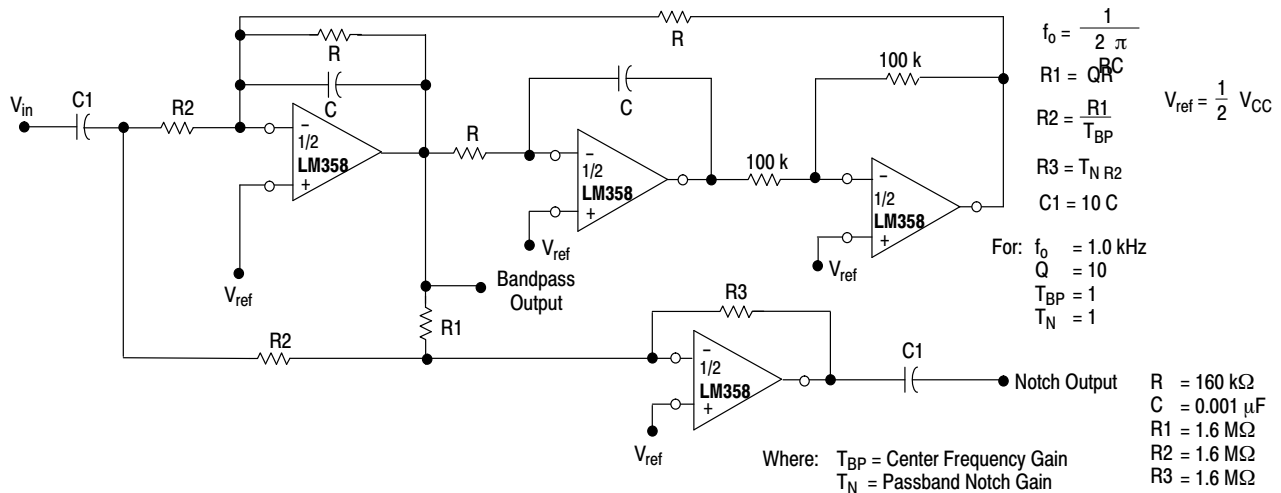 R
R
C
C1
V_in
R2
−
1/2
LM358
+
V_ref
R
C
−
1/2
LM358
+
V_ref
100 k
100 k
−
1/2
LM358
+
V_ref
Bandpass
Output
R1
R2
R3
−
1/2
LM358
+
V_ref
C1
Notch Output
f_o = 1 / 2 π RC
R1 = QR
R2 = R1 / T_BP
R3 = T_N R2
C1 = 10 C
V_ref = 1/2 V_CC
For: f_o = 1.0 kHz
Q = 10
T_BP = 1
T_N = 1
R = 160 kΩ
C = 0.001 μF
R1 = 1.6 MΩ
R2 = 1.6 MΩ
R3 = 1.6 MΩ
Where: T_BP = Center Frequency Gain
T_N = Passband Notch Gain